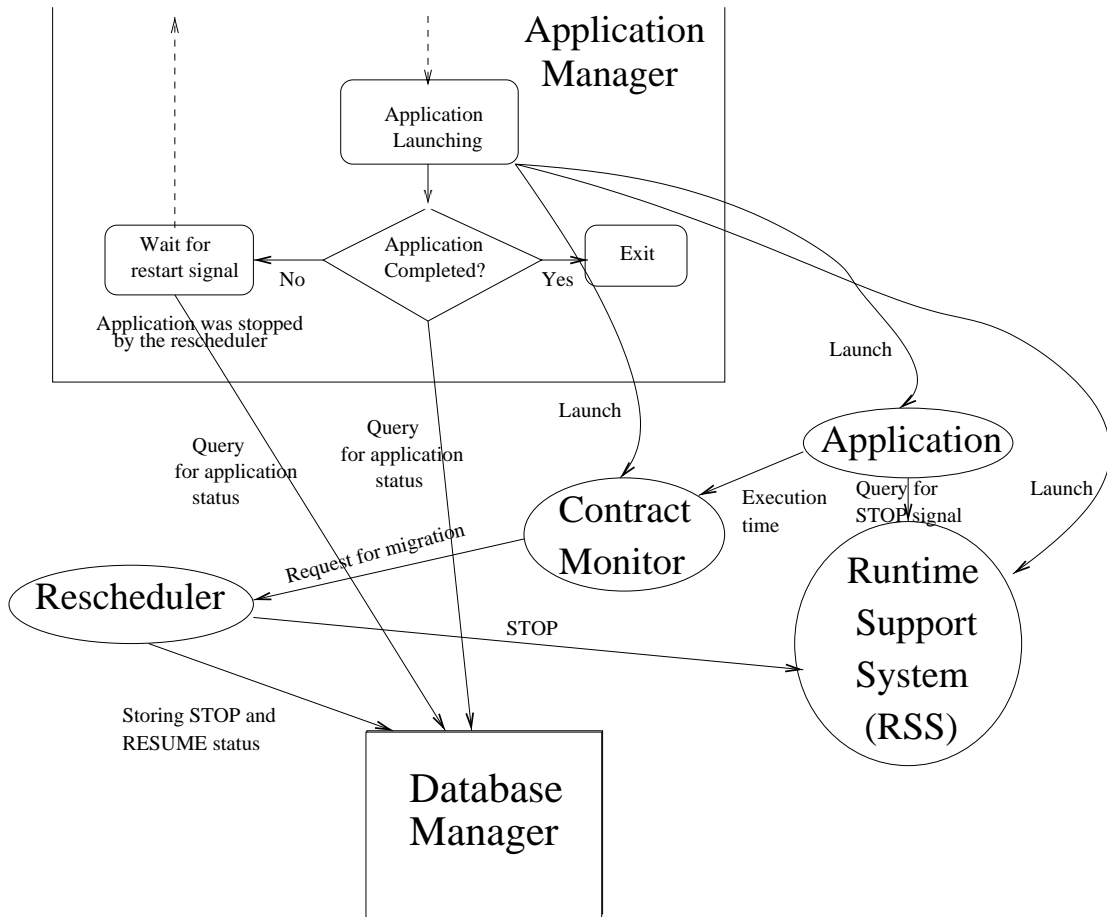 Application
Manager
Application
Launching
Wait for
restart signal
Application
Completed?
Exit
No
Yes
Application was stopped
by the rescheduler
Launch
Launch
Query
for application
status
Query
for application
status
Application
Execution
time
Query for
STOP signal
Launch
Contract
Monitor
Request for migration
Rescheduler
STOP
Runtime
Support
System
(RSS)
Storing STOP and
RESUME status
Database
Manager